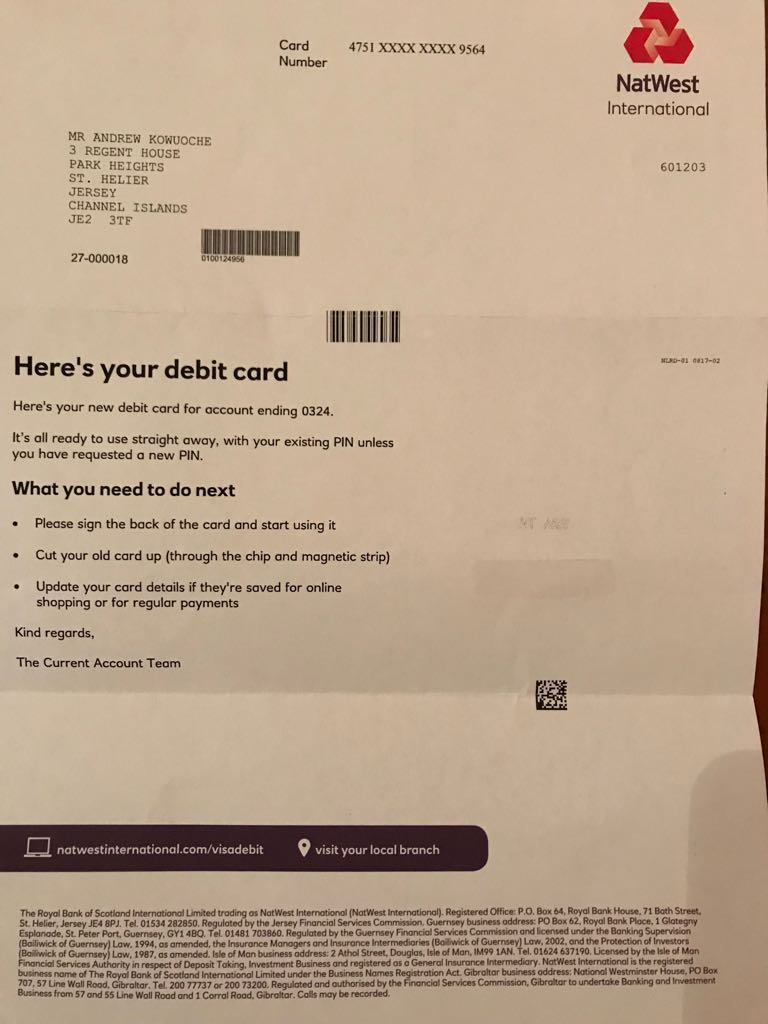 Card Number 4751 XXXX XXXX 9564
NatWest
International
MR ANDREW KOWUOCHE
3 REGENT HOUSE
PARK HEIGHTS
ST. HELIER
JERSEY
CHANNEL ISLANDS
JE2 3TF
601203
27-000018
0100124956
Here's your debit card
NLRD-01 0817-02
Here's your new debit card for account ending 0324.
It's all ready to use straight away, with your existing PIN unless
you have requested a new PIN.
What you need to do next
• Please sign the back of the card and start using it
• Cut your old card up (through the chip and magnetic strip)
• Update your card details if they're saved for online
shopping or for regular payments
Kind regards,
The Current Account Team
natwestinternational.com/visadebit visit your local branch
The Royal Bank of Scotland International Limited trading as NatWest International (NatWest International). Registered Office: P.O. Box 64, Royal Bank House, 71 Bath Street,
St. Helier, Jersey JE4 8PJ. Tel. 01534 282850. Regulated by the Jersey Financial Services Commission. Guernsey business address: PO Box 62, Royal Bank Place, 1 Glategny
Esplanade, St. Peter Port, Guernsey, GY1 4BQ. Tel. 01481 703860. Regulated by the Guernsey Financial Services Commission and licensed under the Banking Supervision
(Bailiwick of Guernsey) Law, 1994, as amended, the Insurance Managers and Insurance Intermediaries (Bailiwick of Guernsey) Law, 2002, and the Protection of Investors
(Bailiwick of Guernsey) Law, 1987, as amended. Isle of Man business address: 2 Athol Street, Douglas, Isle of Man, IM99 1AN. Tel. 01624 637190. Licensed by the Isle of Man
Financial Services Authority in respect of Deposit Taking, Investment Business and registered as a General Insurance Intermediary. NatWest International is the registered
business name of The Royal Bank of Scotland International Limited under the Business Names Registration Act. Gibraltar business address: National Westminster House, PO Box
707, 57 Line Wall Road, Gibraltar. Tel. 200 77737 or 200 73200. Regulated and authorised by the Financial Services Commission, Gibraltar to undertake Banking and Investment
Business from 57 and 55 Line Wall Road and 1 Corral Road, Gibraltar. Calls may be recorded.